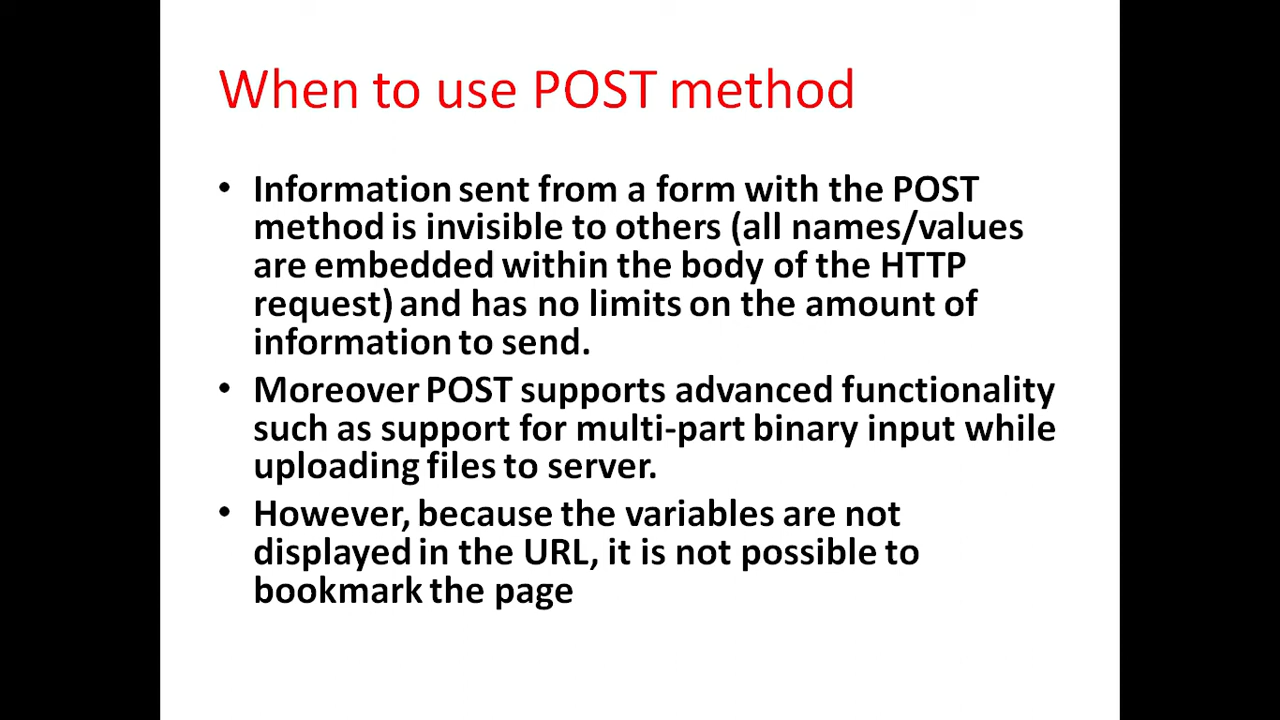 When to use POST method
• Information sent from a form with the POST
method is invisible to others (all names/values
are embedded within the body of the HTTP
request) and has no limits on the amount of
information to send.
• Moreover POST supports advanced functionality
such as support for multi-part binary input while
uploading files to server.
• However, because the variables are not
displayed in the URL, it is not possible to
bookmark the page